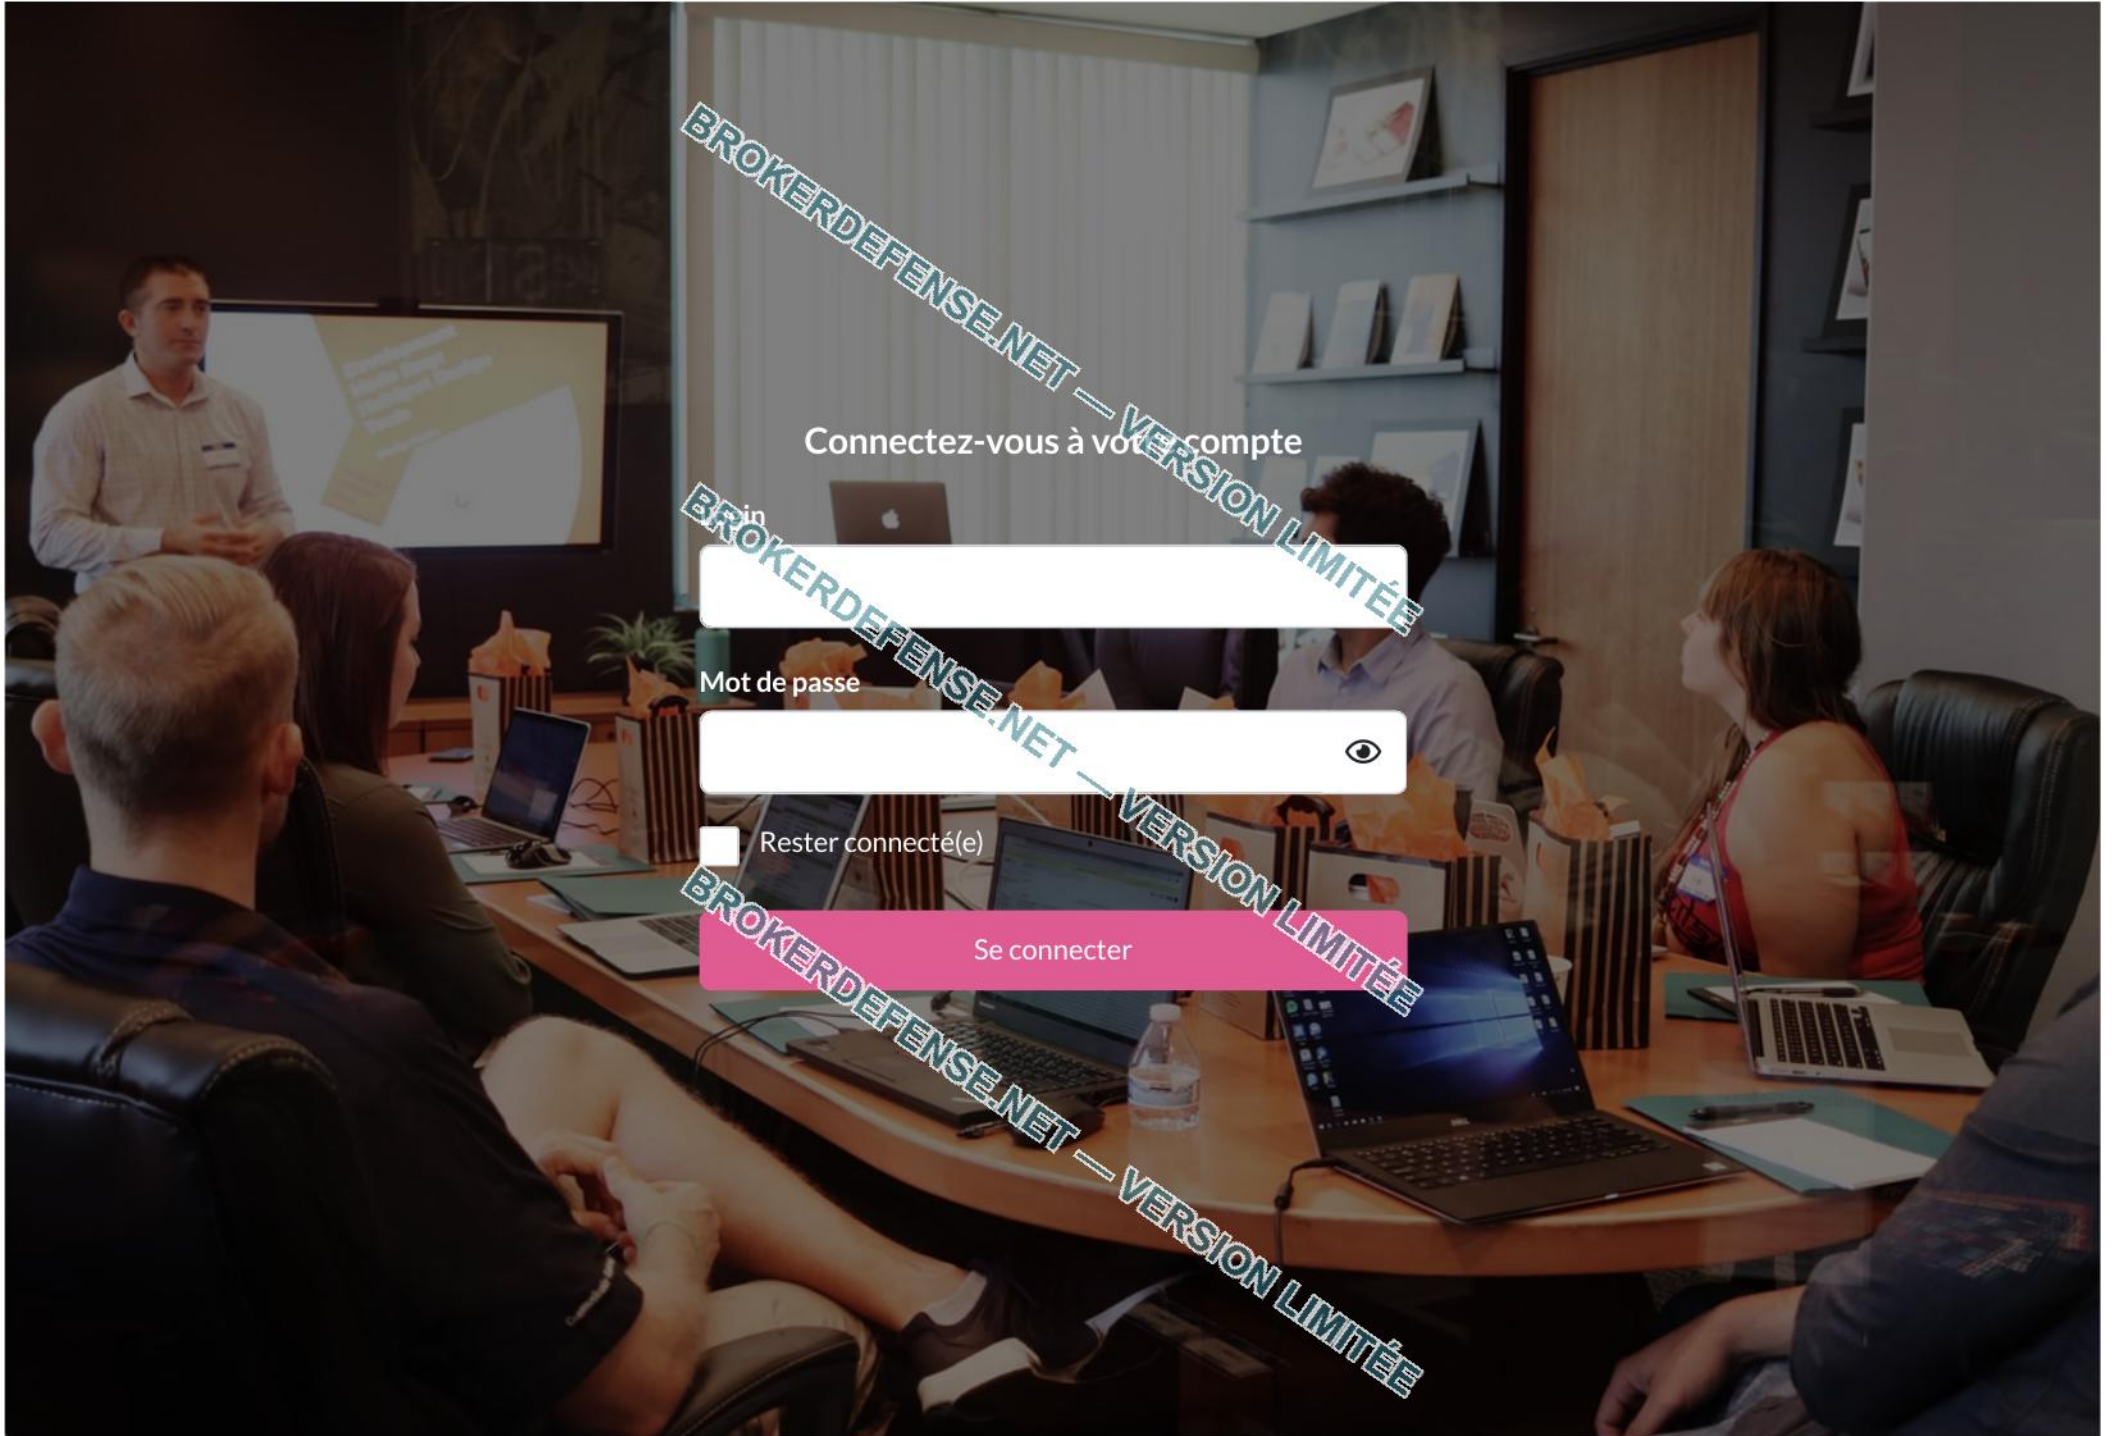 BROKERDEFENSE.NET — VERSION LIMITÉE
Connectez-vous à compte
BROKERDEFENSE.NET — VERSION LIMITÉE
Mot de passe
Rester connecté(e)
BROKERDEFENSE.NET — VERSION LIMITÉE
Se connecter